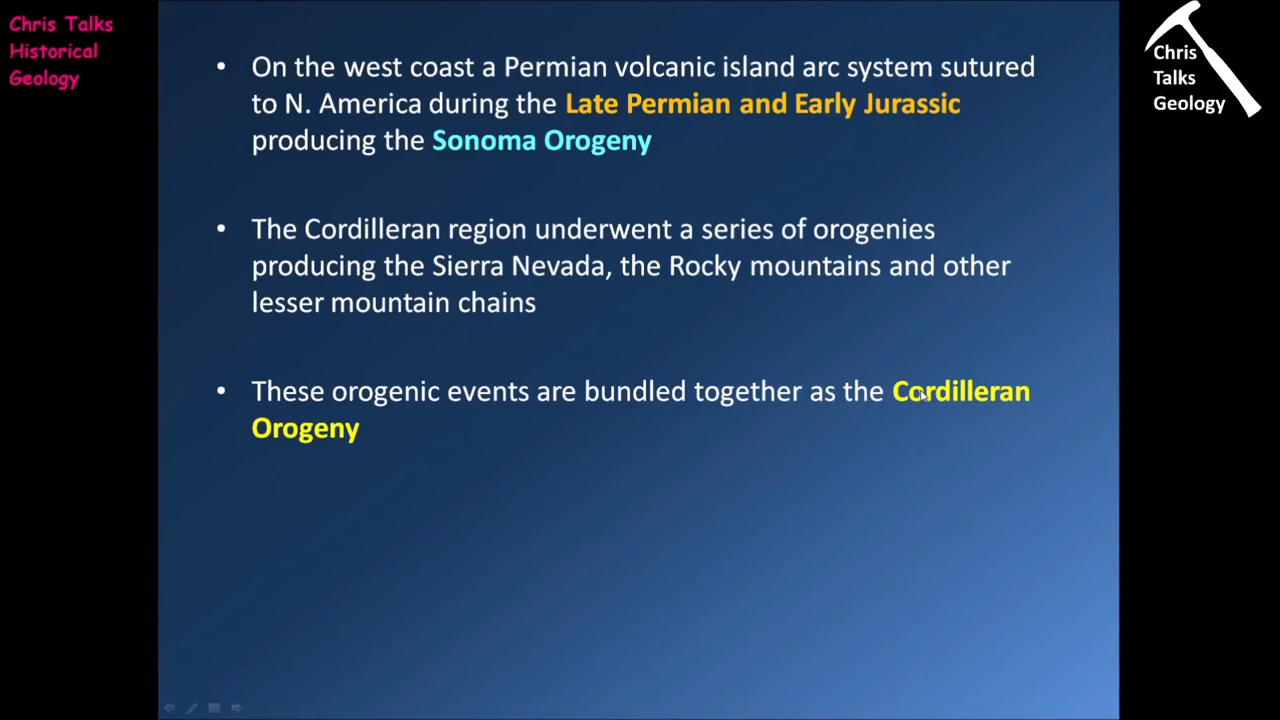 Chris Talks
Historical
Geology
Chris
Talks
Geology
• On the west coast a Permian volcanic island arc system sutured
to N. America during the Late Permian and Early Jurassic
producing the Sonoma Orogeny
• The Cordilleran region underwent a series of orogenies
producing the Sierra Nevada, the Rocky mountains and other
lesser mountain chains
• These orogenic events are bundled together as the Cordilleran
Orogeny